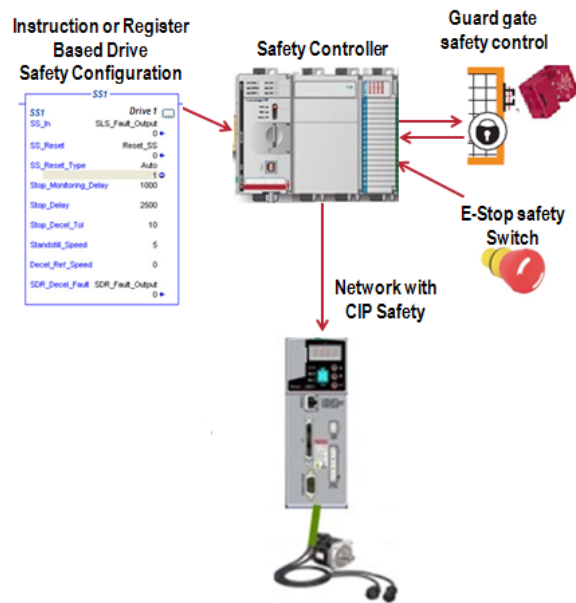 Instruction or Register
Based Drive
Safety Configuration
Safety Controller
Guard gate
safety control
SS1
SS1 Drive 1
SS_In SLS_Fault_Output
0
SS_Reset Reset_SS
0
SS_Reset_Type Auto
1
Stop_Monitoring_Delay 1000
Stop_Delay 2500
Stop_Decel_Tol 10
Standstill_Speed 5
Decel_Ref_Speed 0
SDR_Decel_Fault SDR_Fault_Output
0
E-Stop safety
Switch
Network with
CIP Safety